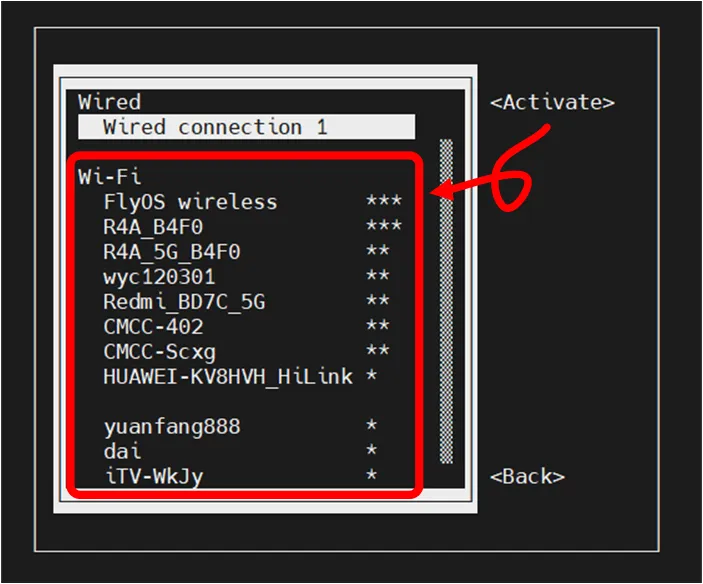 Wired
Wired connection 1
<Activate>
6
Wi-Fi
FlyOS wireless ***
R4A_B4F0 ***
R4A_5G_B4F0 **
wyc120301 **
Redmi_BD7C_5G **
CMCC-402 **
CMCC-Scxg **
HUAWEI-KV8HVH_HiLink *
yuanfang888 *
dai *
iTV-WkJy *
<Back>